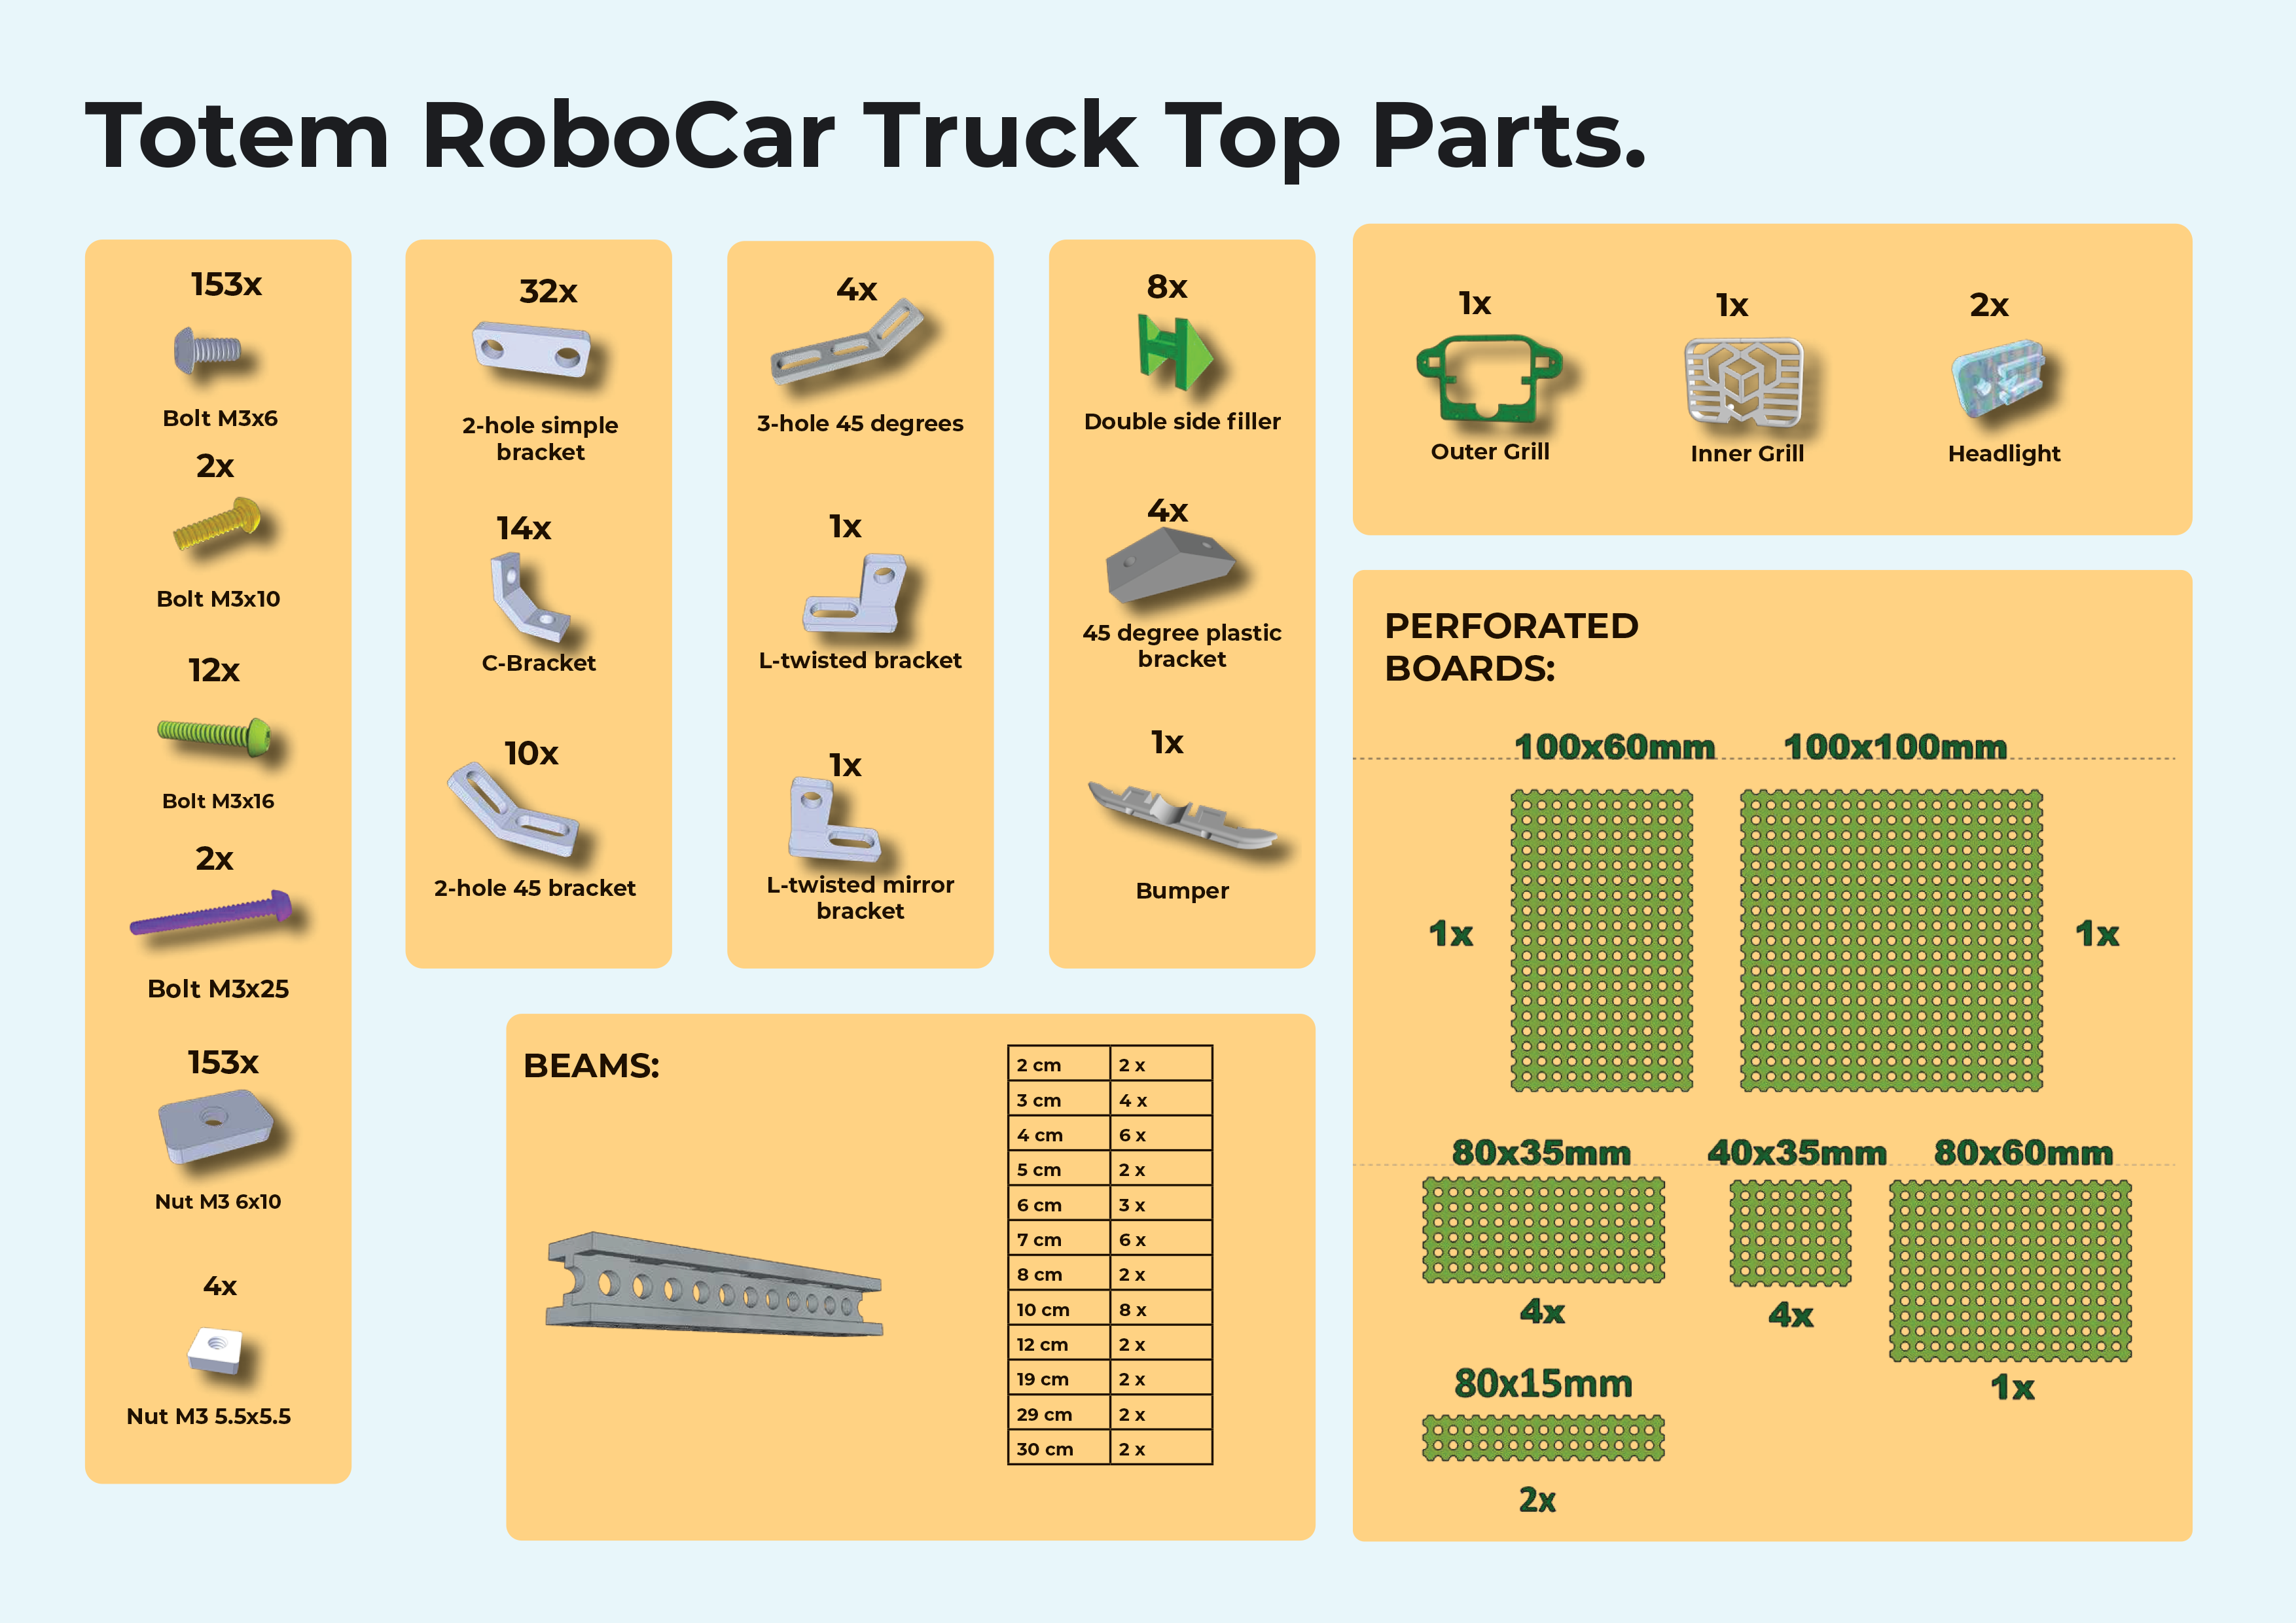 Totem RoboCar Truck Top Parts.
153x
Bolt M3x6
2x
Bolt M3x10
12x
Bolt M3x16
2x
Bolt M3x25
153x
Nut M3 6x10
4x
Nut M3 5.5x5.5
32x
2-hole simple
bracket
14x
C-Bracket
10x
2-hole 45 bracket
4x
3-hole 45 degrees
1x
L-twisted bracket
1x
L-twisted mirror
bracket
8x
Double side filler
4x
45 degree plastic
bracket
1x
Bumper
1x
Outer Grill
1x
Inner Grill
2x
Headlight
BEAMS:
2 cm 2 x
3 cm 4 x
4 cm 6 x
5 cm 2 x
6 cm 3 x
7 cm 6 x
8 cm 2 x
10 cm 8 x
12 cm 2 x
19 cm 2 x
29 cm 2 x
30 cm 2 x
PERFORATED
BOARDS:
100x60mm 100x100mm
1x 1x
80x35mm 40x35mm 80x60mm
4x 4x
1x
80x15mm
2x